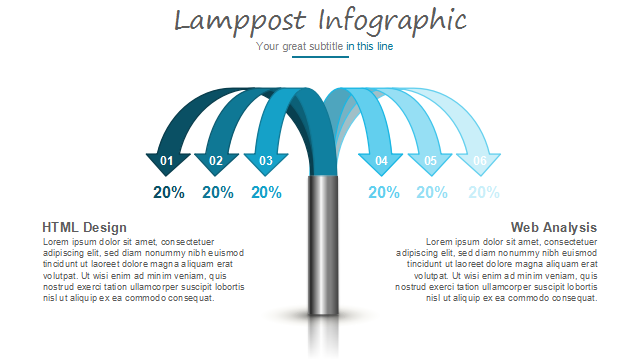 Lamppost Infographic
Your great subtitle in this line
01 02 03 04 05 06
20% 20% 20% 20% 20% 20%
HTML Design
Lorem ipsum dolor sit amet, consectetuer
adipiscing elit, sed diam nonummy nibh euismod
tincidunt ut laoreet dolore magna aliquam erat
volutpat. Ut wisi enim ad minim veniam, quis
nostrud exerci tation ullamcorper suscipit lobortis
nisl ut aliquip ex ea commodo consequat.
Web Analysis
Lorem ipsum dolor sit amet, consectetuer
adipiscing elit, sed diam nonummy nibh euismod
tincidunt ut laoreet dolore magna aliquam erat
volutpat. Ut wisi enim ad minim veniam, quis
nostrud exerci tation ullamcorper suscipit lobortis
nisl ut aliquip ex ea commodo consequat.